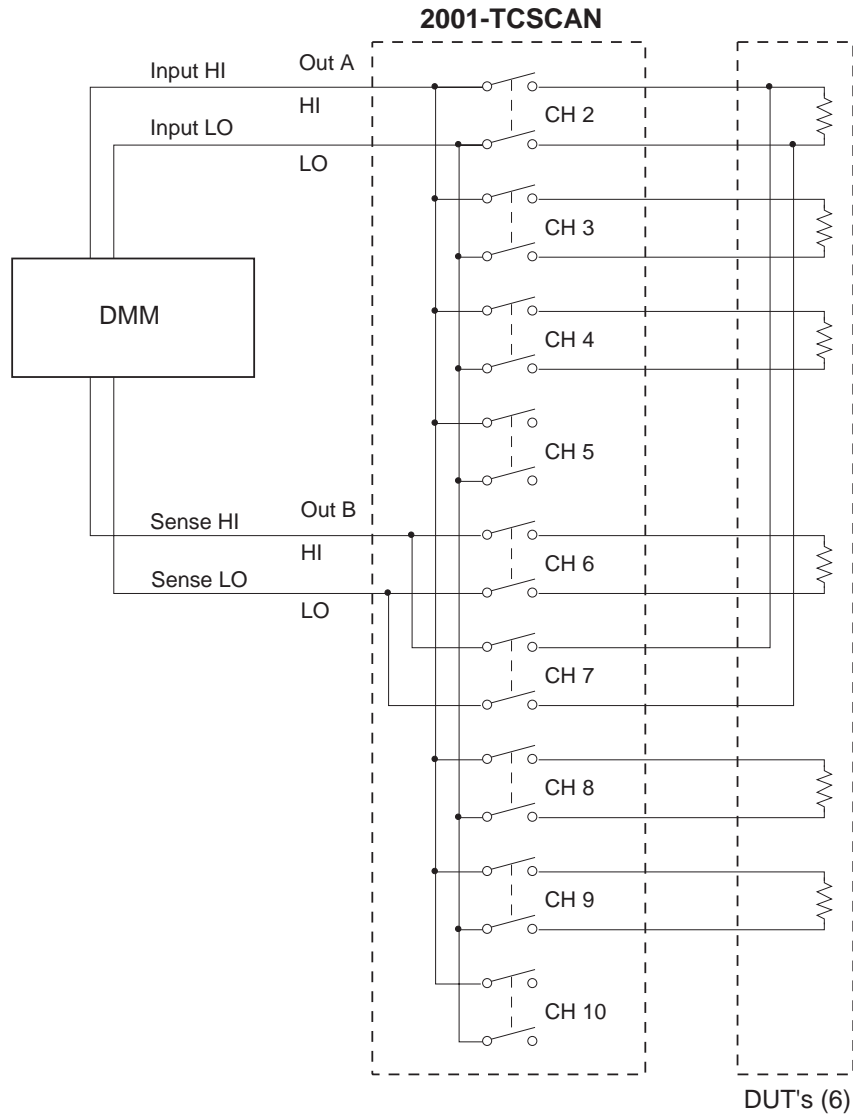 2001-TCSCAN
Input HI
Out A
HI
CH 2
Input LO
LO
CH 3
DMM
CH 4
CH 5
Sense HI
Out B
HI
CH 6
Sense LO
LO
CH 7
CH 8
CH 9
CH 10
DUT's (6)